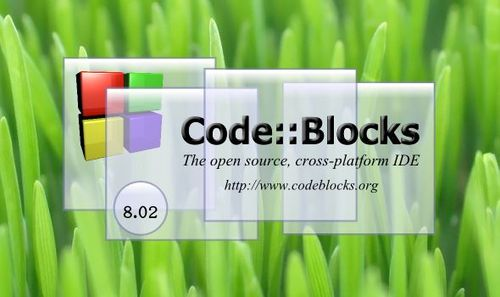 Code::Blocks
The open source, cross-platform IDE
http://www.codeblocks.org
8.02